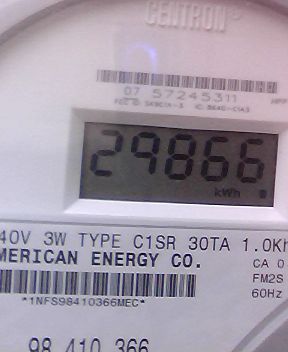 CENTRON®
07 57245311
29866
kWh
40V 3W TYPE C1SR 30TA 1.0Kh
MERICAN ENERGY CO.
CA 0
FM2S
60Hz
*1NFS98410366MEC*
98 410 366